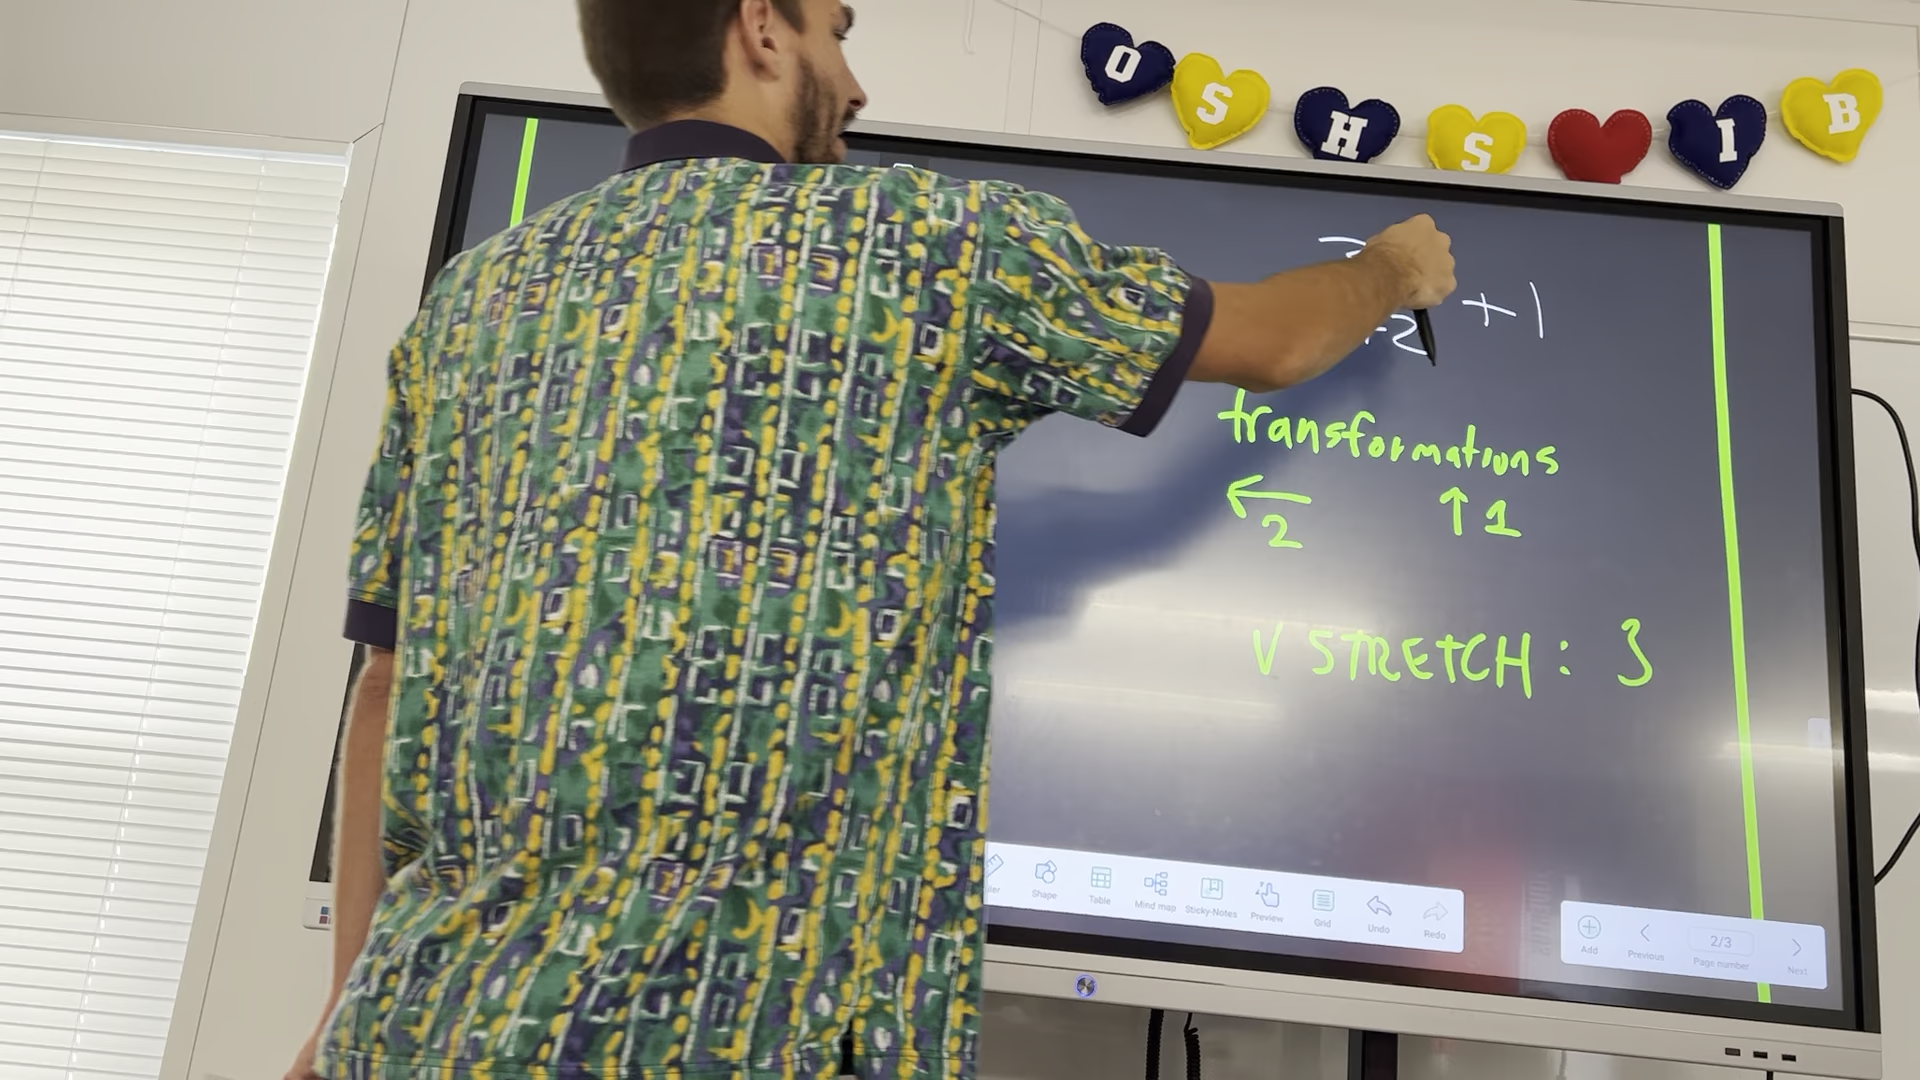 O S H S I B
+ 1
+2
transformations
← 2 ↑ 1
V STRETCH : 3
Shape Table Mind map Sticky-Notes Preview Grid Undo Redo
Add Previous 2/3 Page number Next